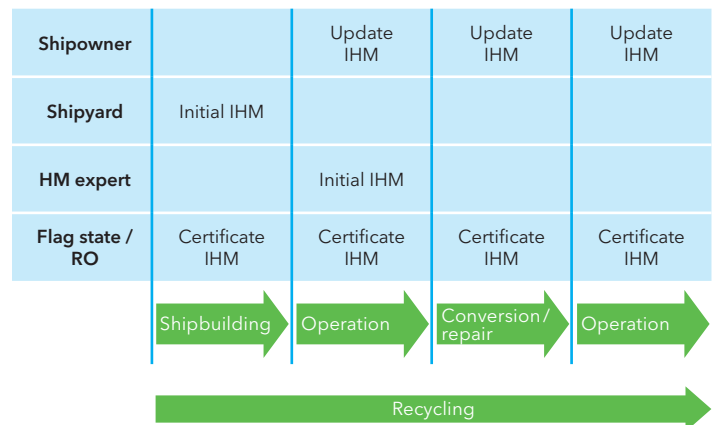 Shipowner
Update
IHM
Update
IHM
Update
IHM
Shipyard
Initial IHM
HM expert
Initial IHM
Flag state /
RO
Certificate
IHM
Certificate
IHM
Certificate
IHM
Certificate
IHM
Shipbuilding
Operation
Conversion/
repair
Operation
Recycling